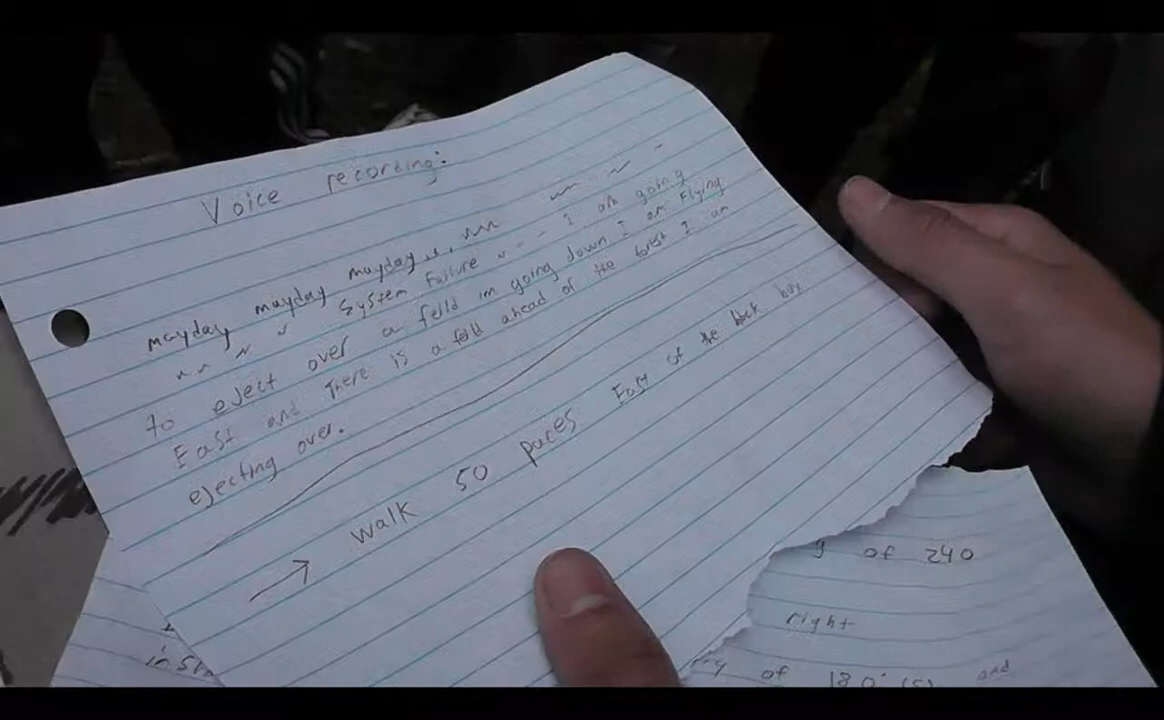 Voice recording:
mayday, mayday mayday...
System Failure - - I am going
to eject over a feild im going down I am Flying
East and There is a feild ahead of the forest I am
ejecting over.
→ walk 50 paces East of the black box
g of 240
right
of 180° (S) and